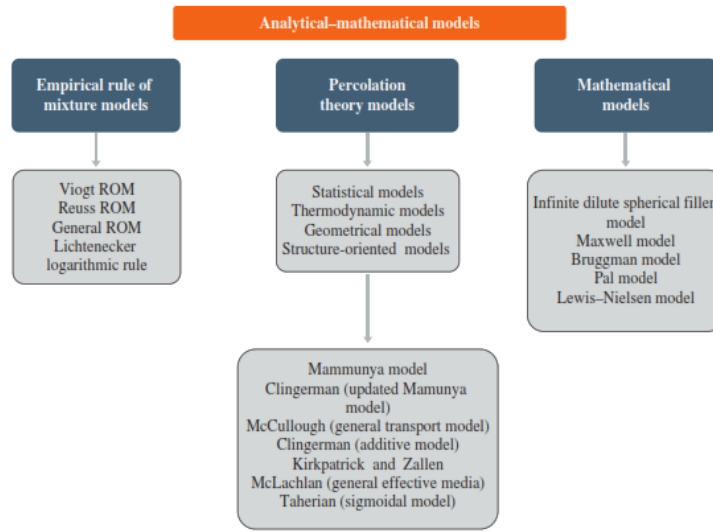 Analytical–mathematical models
Empirical rule of
mixture models
Viogt ROM
Reuss ROM
General ROM
Lichtenecker
logarithmic rule
Percolation
theory models
Statistical models
Thermodynamic models
Geometrical models
Structure-oriented models
Mammunya model
Clingerman (updated Mamunya
model)
McCullough (general transport model)
Clingerman (additive model)
Kirkpatrick and Zallen
McLachlan (general effective media)
Taherian (sigmoidal model)
Mathematical
models
Infinite dilute spherical filler
model
Maxwell model
Bruggman model
Pal model
Lewis–Nielsen model